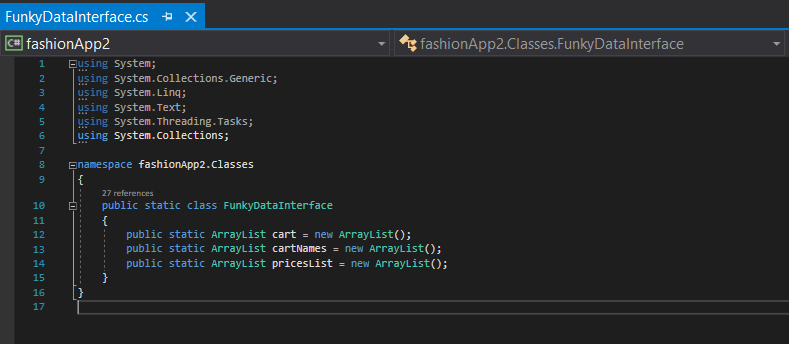 FunkyDataInterface.cs
C# fashionApp2 fashionApp2.Classes.FunkyDataInterface
1 using System;
2 using System.Collections.Generic;
3 using System.Linq;
4 using System.Text;
5 using System.Threading.Tasks;
6 using System.Collections;
7
8 namespace fashionApp2.Classes
9 {
27 references
10 public static class FunkyDataInterface
11 {
12 public static ArrayList cart = new ArrayList();
13 public static ArrayList cartNames = new ArrayList();
14 public static ArrayList pricesList = new ArrayList();
15 }
16 }
17